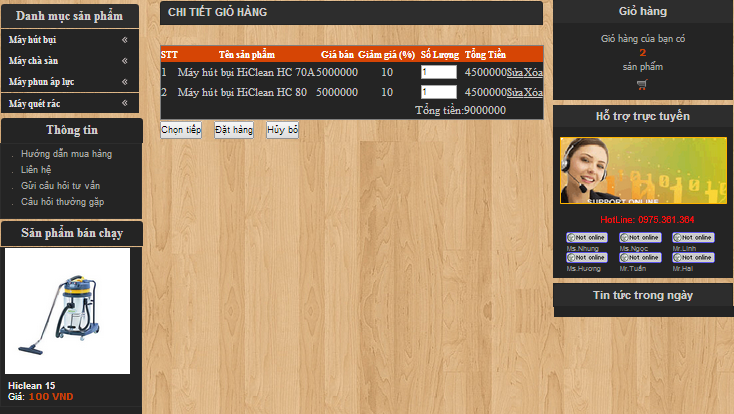 Danh mục sản phẩm
Máy hút bụi
Máy chà sàn
Máy phun áp lực
Máy quét rác
Thông tin
Hướng dẫn mua hàng
Liên hệ
Gửi câu hỏi tư vấn
Câu hỏi thường gặp
Sản phẩm bán chạy
Hiclean 15
Giá: 100 VND
CHI TIẾT GIỎ HÀNG
STT Tên sản phẩm Giá bán Giảm giá (%) Số Lượng Tổng Tiền
1 Máy hút bụi HiClean HC 70A 5000000 10 1 4500000 Sửa Xóa
2 Máy hút bụi HiClean HC 80 5000000 10 1 4500000 Sửa Xóa
Tổng tiền:9000000
Chọn tiếp Đặt hàng Hủy bỏ
Giỏ hàng
Giỏ hàng của bạn có
2
sản phẩm
Hỗ trợ trực tuyến
SUPPORT ONLINE
HotLine: 0975.361.364
Not online Not online Not online
Ms.Nhung Ms.Ngọc Mr.Linh
Not online Not online Not online
Ms.Hương Mr.Tuấn Mr.Hai
Tin tức trong ngày